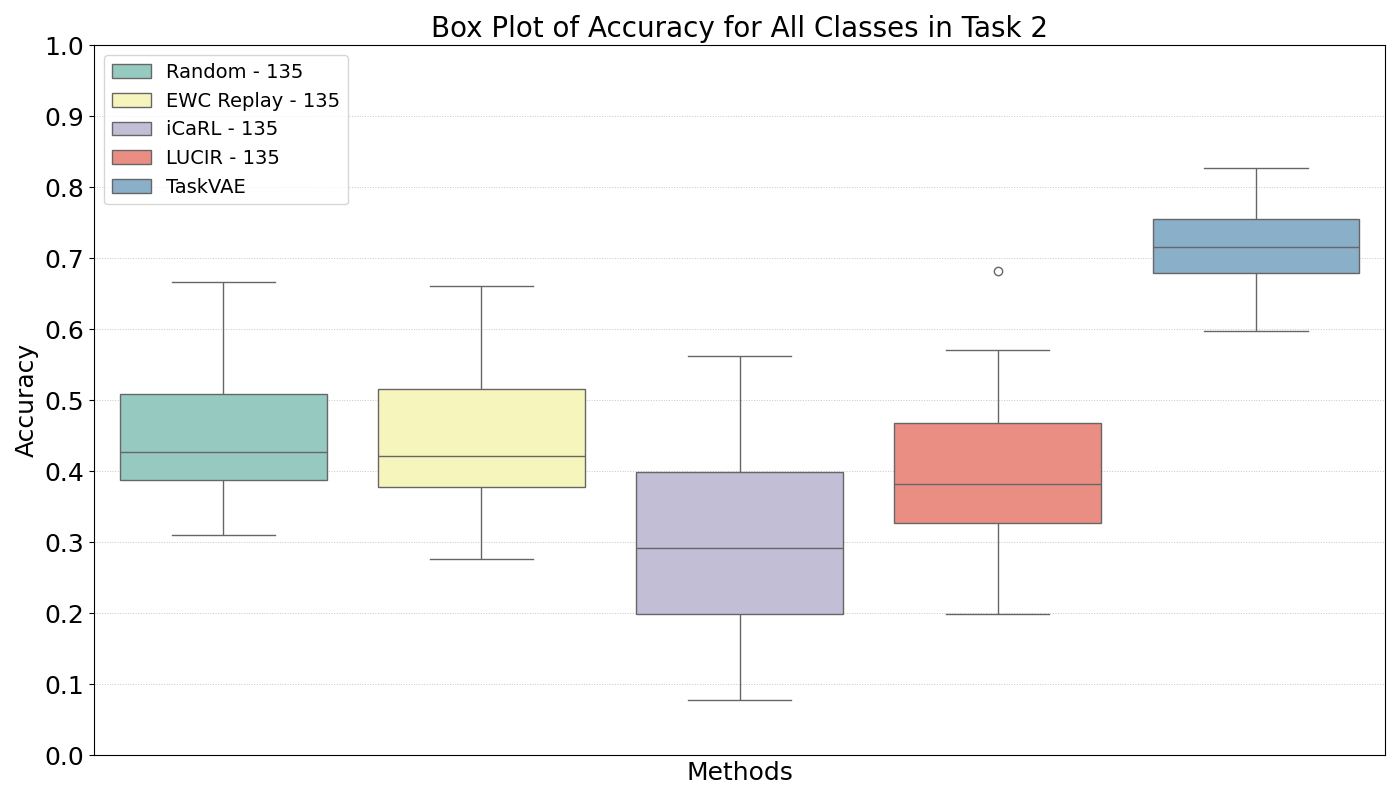 Box Plot of Accuracy for All Classes in Task 2
1.0
0.9
0.8
0.7
0.6
0.5
0.4
0.3
0.2
0.1
0.0
Accuracy
Random - 135
EWC Replay - 135
iCaRL - 135
LUCIR - 135
TaskVAE
Methods